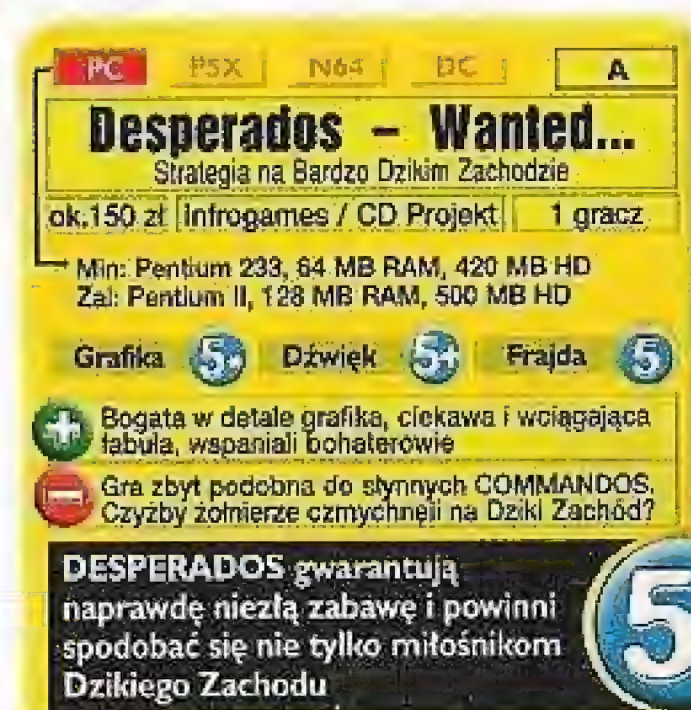 PC PSX N64 DC A
Desperados – Wanted...
Strategia na Bardzo Dzikim Zachodzie
ok.150 zł Infrogames / CD Projekt 1 gracz
Min: Pentium 233, 64 MB RAM, 420 MB HD
Zal: Pentium II, 128 MB RAM, 500 MB HD
Grafika 5+ Dźwięk 5+ Frajda 5
+ Bogata w detale grafika, ciekawa i wciągająca
fabuła, wspaniali bohaterowie
– Gra zbyt podobna do słynnych COMMANDOS.
Czyżby żołnierze czmychnęli na Dziki Zachód?
DESPERADOS gwarantują
naprawdę niezłą zabawę i powinni
spodobać się nie tylko miłośnikom
Dzikiego Zachodu
5